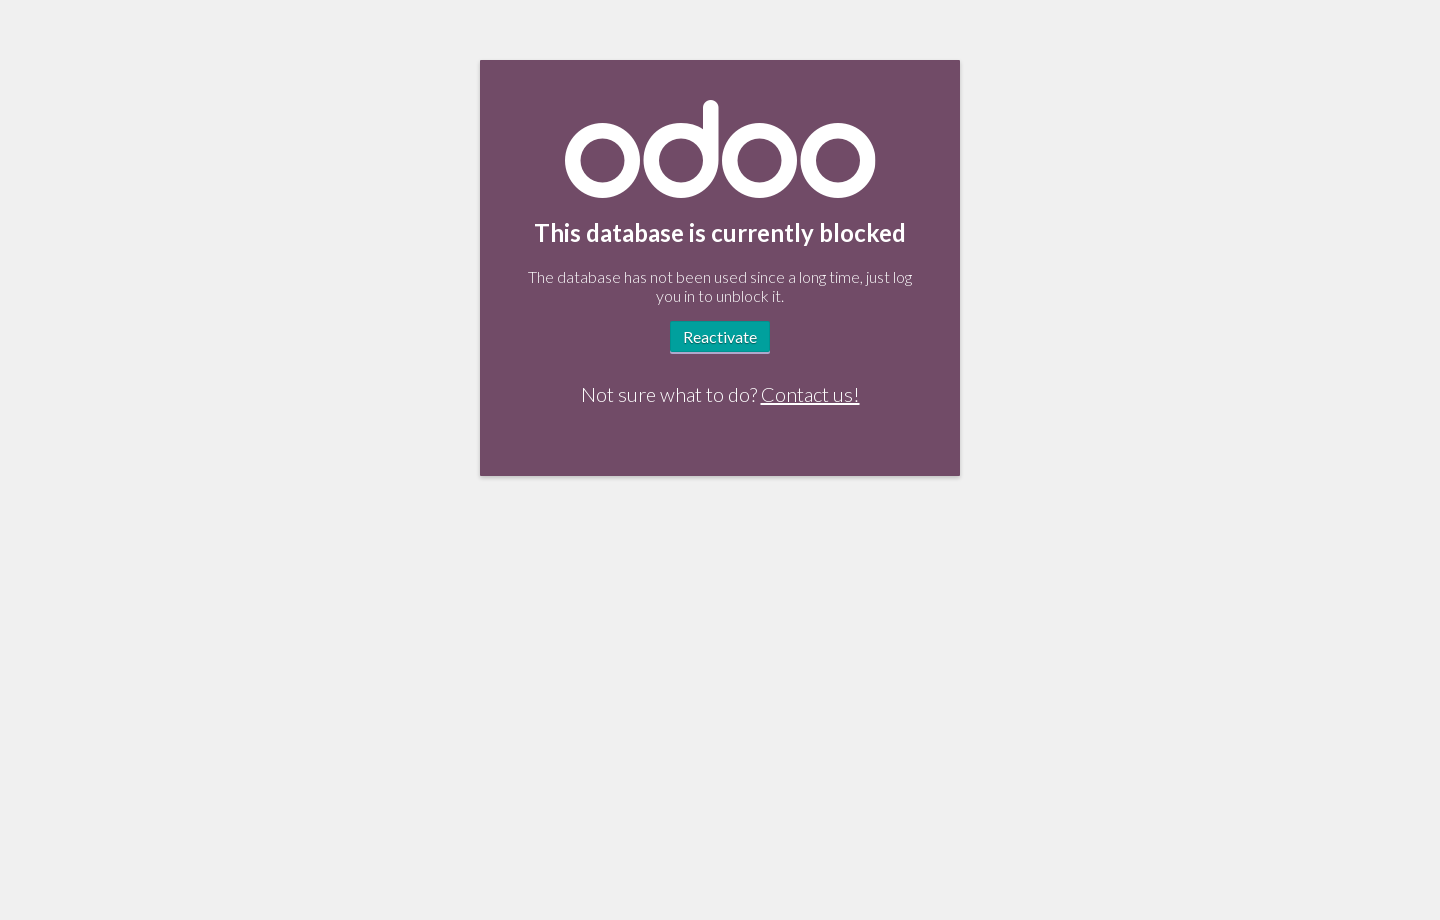 odoo
This database is currently blocked
The database has not been used since a long time, just log
you in to unblock it.
Reactivate
Not sure what to do? Contact us!